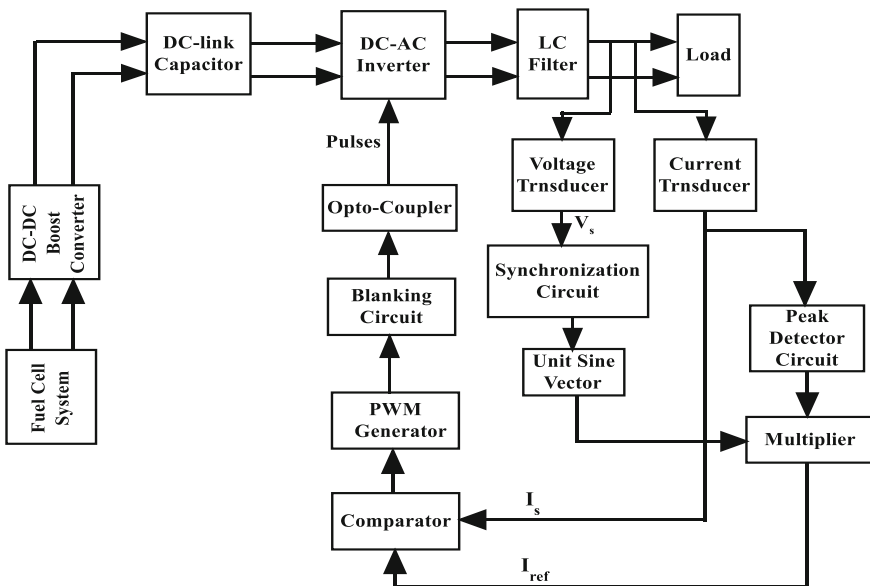 DC-link
Capacitor
DC-AC
Inverter
LC
Filter
Load
Pulses
Voltage
Trnsducer
Current
Trnsducer
DC-DC
Boost
Converter
Opto-Coupler
Vs
Synchronization
Circuit
Blanking
Circuit
Peak
Detector
Circuit
Fuel Cell
System
Unit Sine
Vector
PWM
Generator
Multiplier
Comparator
Is
Iref